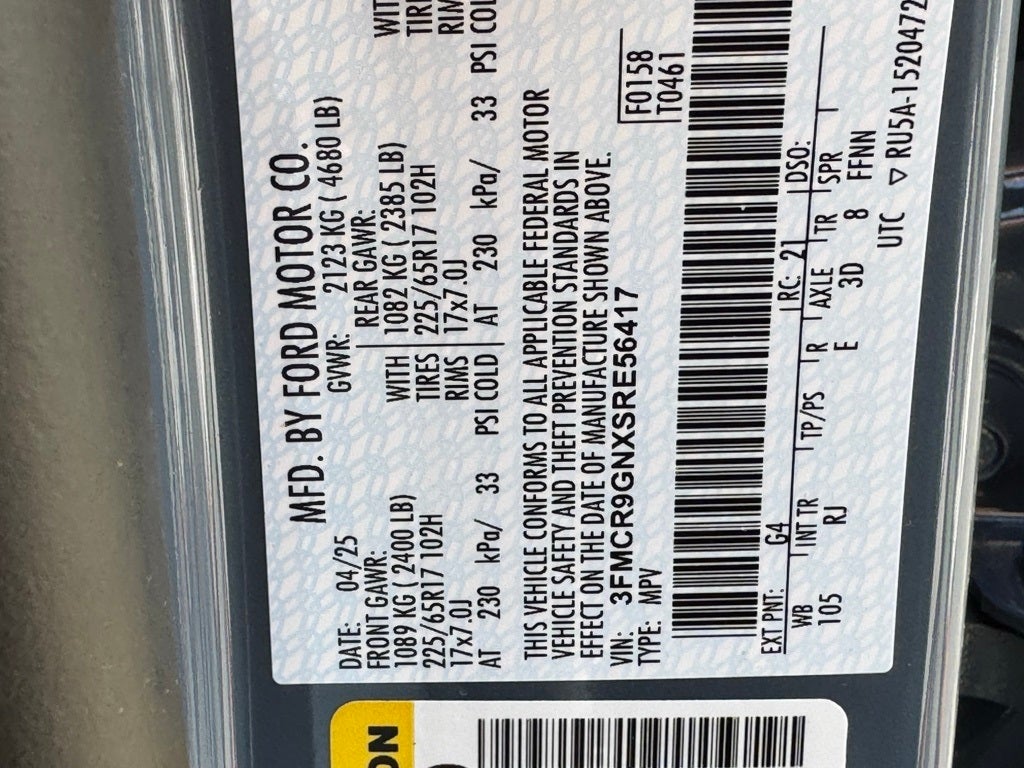 MFD. BY FORD MOTOR CO.
DATE: 04/25 GVWR: 2123 KG ( 4680 LB)
FRONT GAWR: REAR GAWR:
1089 KG ( 2400 LB) WITH 1082 KG ( 2385 LB) WIT
225/65R17 102H TIRES 225/65R17 102H TIRE
17x7.0J RIMS 17x7.0J RIM
AT 230 kPa/ 33 PSI COLD AT 230 kPa/ 33 PSI COL
THIS VEHICLE CONFORMS TO ALL APPLICABLE FEDERAL MOTOR
VEHICLE SAFETY AND THEFT PREVENTION STANDARDS IN
EFFECT ON THE DATE OF MANUFACTURE SHOWN ABOVE.
VIN: 3FMCR9GNXSRE56417
TYPE: MPV
F0158
T0461
EXT PNT: G4 RC: 21 DSO:
WB INT TR TP/PS R AXLE TR SPR
105 RJ E 3D 8 FFNN
UTC ▽ RU5A-1520472
ON